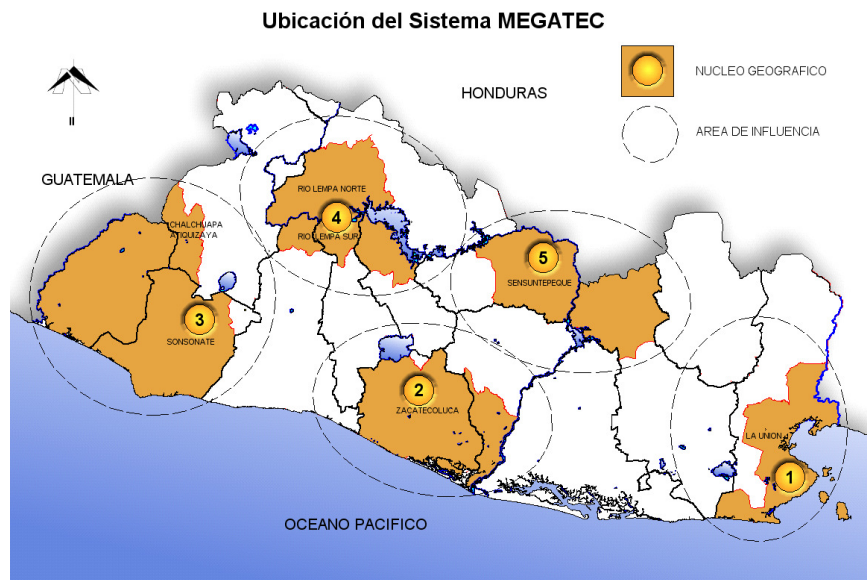 Ubicación del Sistema MEGATEC
NUCLEO GEOGRAFICO
HONDURAS
AREA DE INFLUENCIA
GUATEMALA
RIO LEMPA NORTE
4
CHALCHUAPA
ATIQUIZAYA
RIO LEMPA SUR
5
SENSUNTEPEQUE
3
SONSONATE
2
ZACATECOLUCA
LA UNION
1
OCEANO PACIFICO